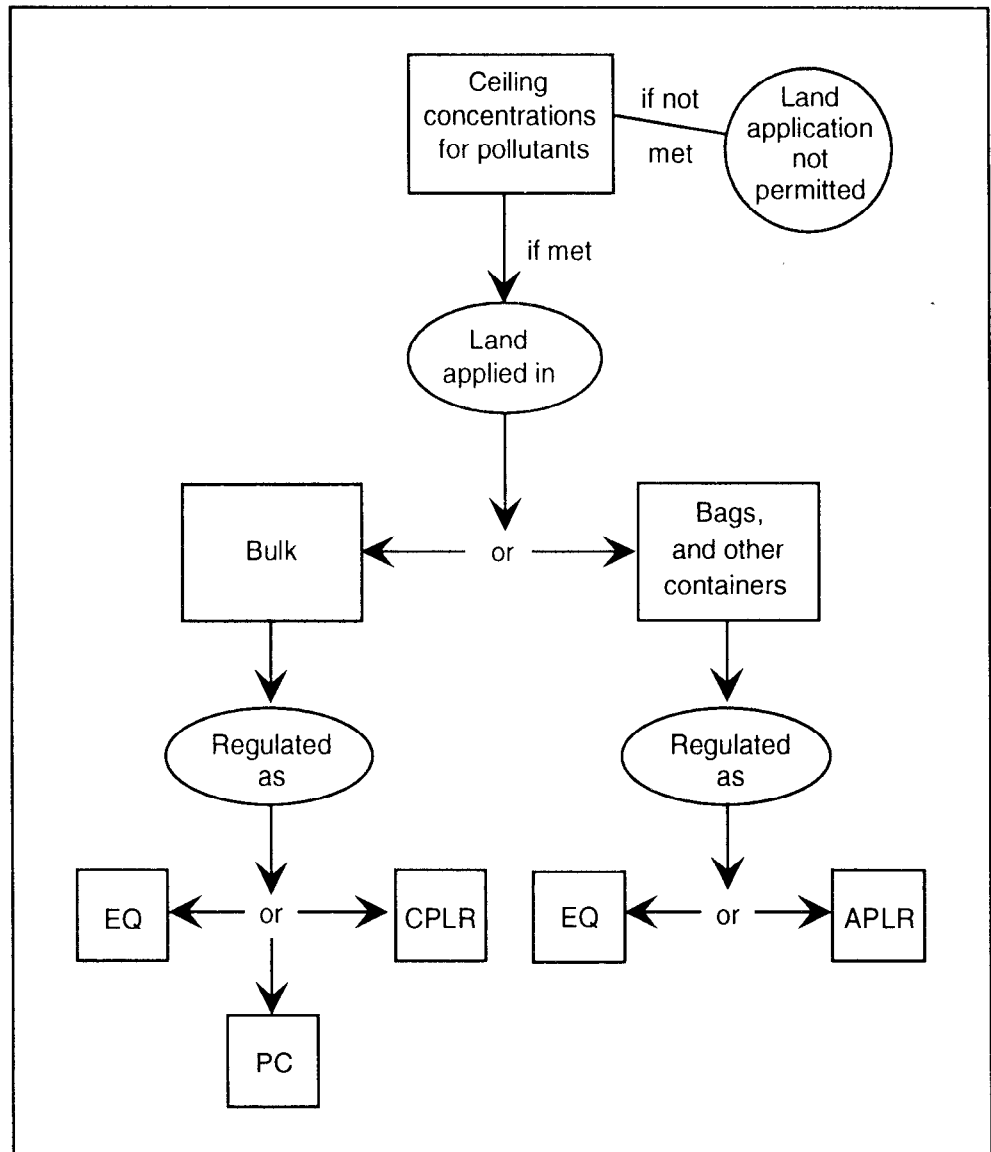 Ceiling
concentrations
for pollutants
if not
met
Land
application
not
permitted
if met
Land
applied in
Bulk
or
Bags,
and other
containers
Regulated
as
Regulated
as
EQ
or
CPLR
EQ
or
APLR
PC